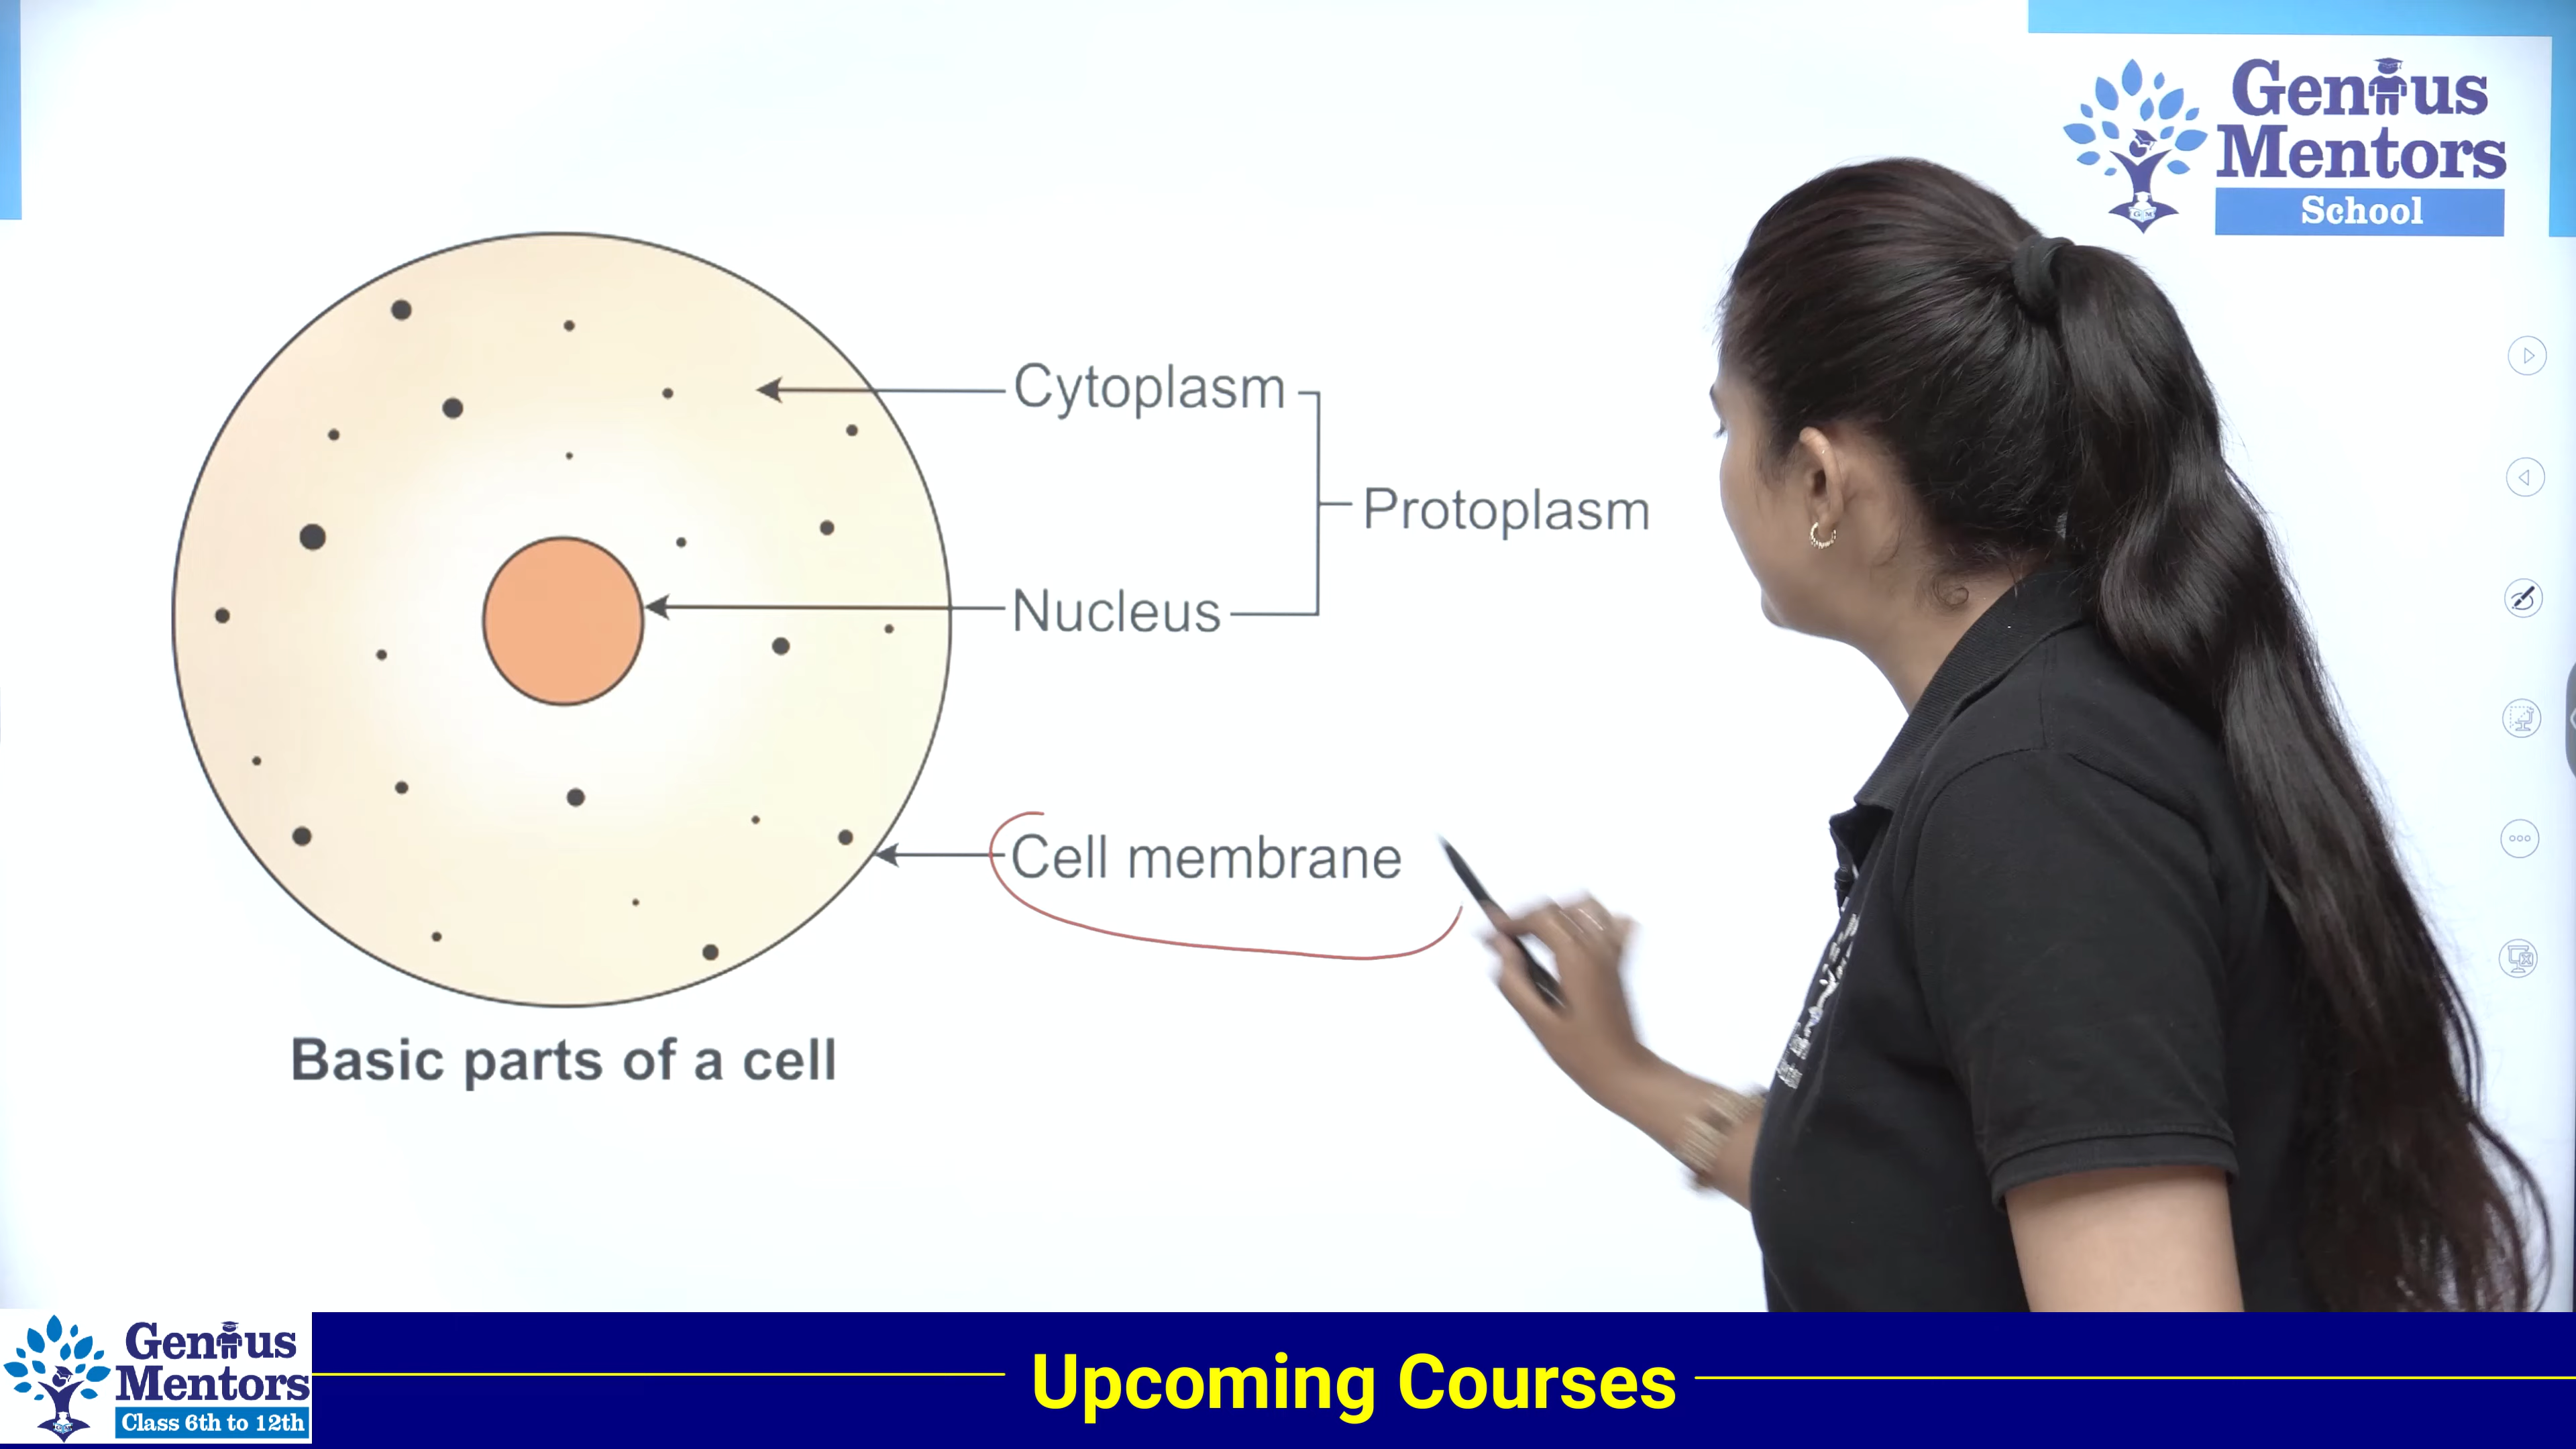 Genius
Mentors
School
Cytoplasm
Protoplasm
Nucleus
Cell membrane
Basic parts of a cell
Genius
Mentors
Class 6th to 12th
Upcoming Courses